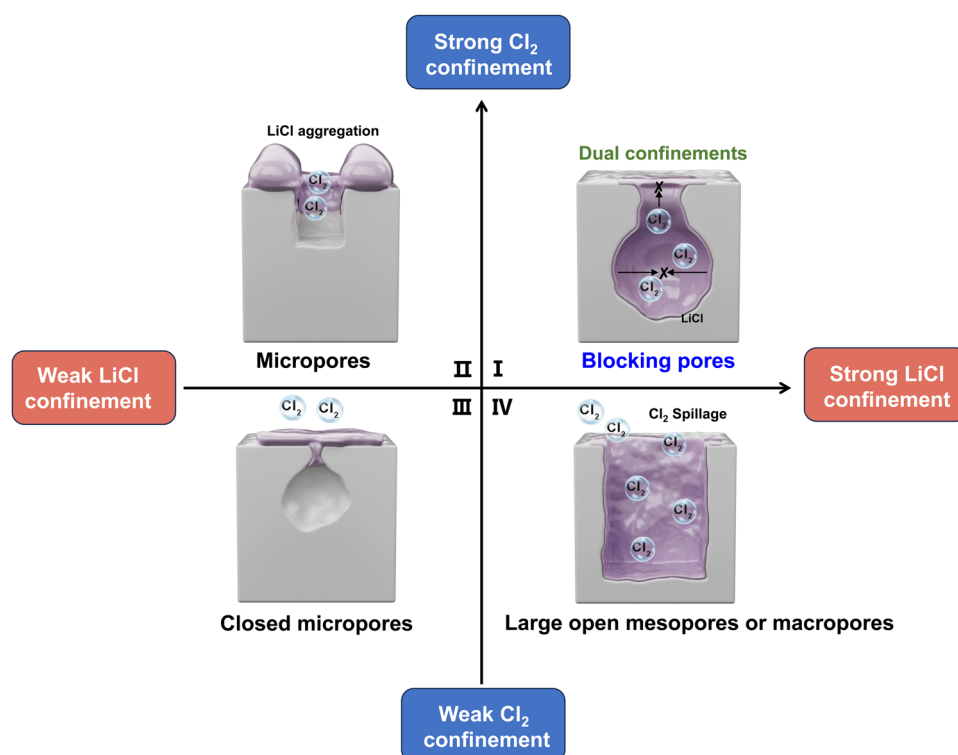 Strong Cl₂
confinement
LiCl aggregation
Cl₂
Cl₂
Micropores
Dual confinements
X
Cl₂
Cl₂
X
Cl₂
LiCl
Blocking pores
Weak LiCl
confinement
II I
III IV
Strong LiCl
confinement
Cl₂ Cl₂
Closed micropores
Cl₂ Cl₂ Spillage
Cl₂
Cl₂
Cl₂
Cl₂
Cl₂
Large open mesopores or macropores
Weak Cl₂
confinement